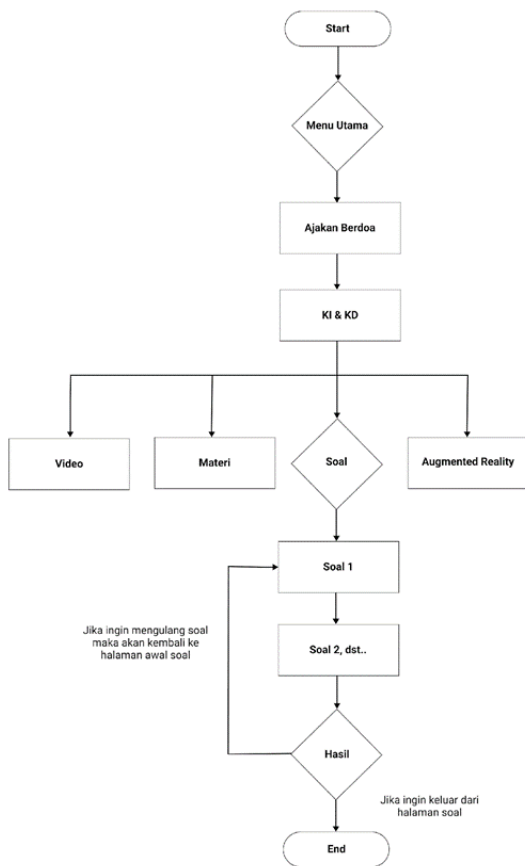 Start
Menu Utama
Ajakan Berdoa
KI & KD
Video
Materi
Soal
Augmented Reality
Soal 1
Jika ingin mengulang soal
maka akan kembali ke
halaman awal soal
Soal 2, dst..
Hasil
Jika ingin keluar dari
halaman soal
End